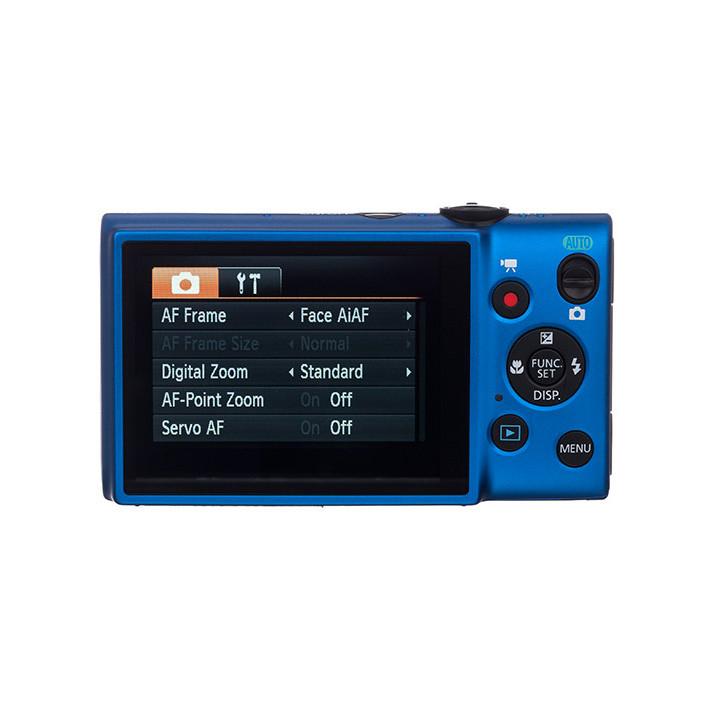 AUTO
AF Frame Face AiAF
AF Frame Size Normal
Digital Zoom Standard
AF-Point Zoom On Off
Servo AF On Off
FUNC.
SET
DISP.
MENU